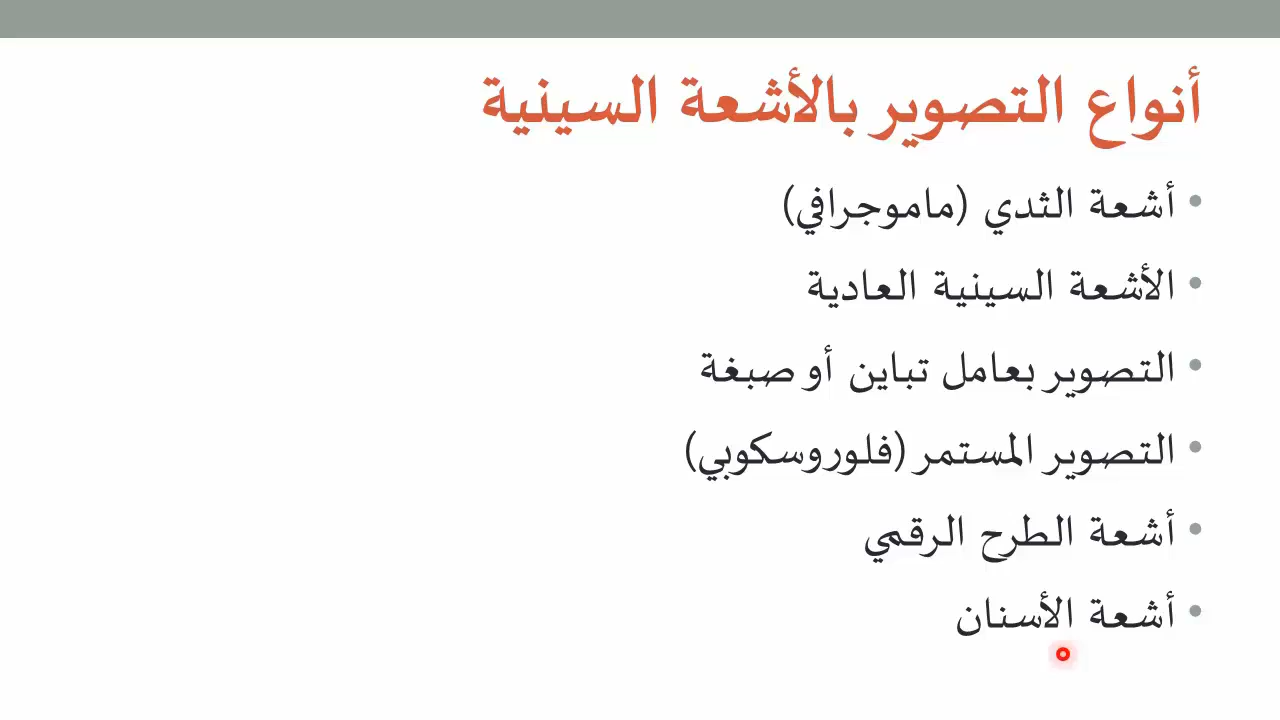 أنواع التصوير بالأشعة السينية
• أشعة الثدي (ماموجرافي)
• الأشعة السينية العادية
• التصوير بعامل تباين أو صبغة
• التصوير المستمر (فلوروسكوبي)
• أشعة الطرح الرقمي
• أشعة الأسنان